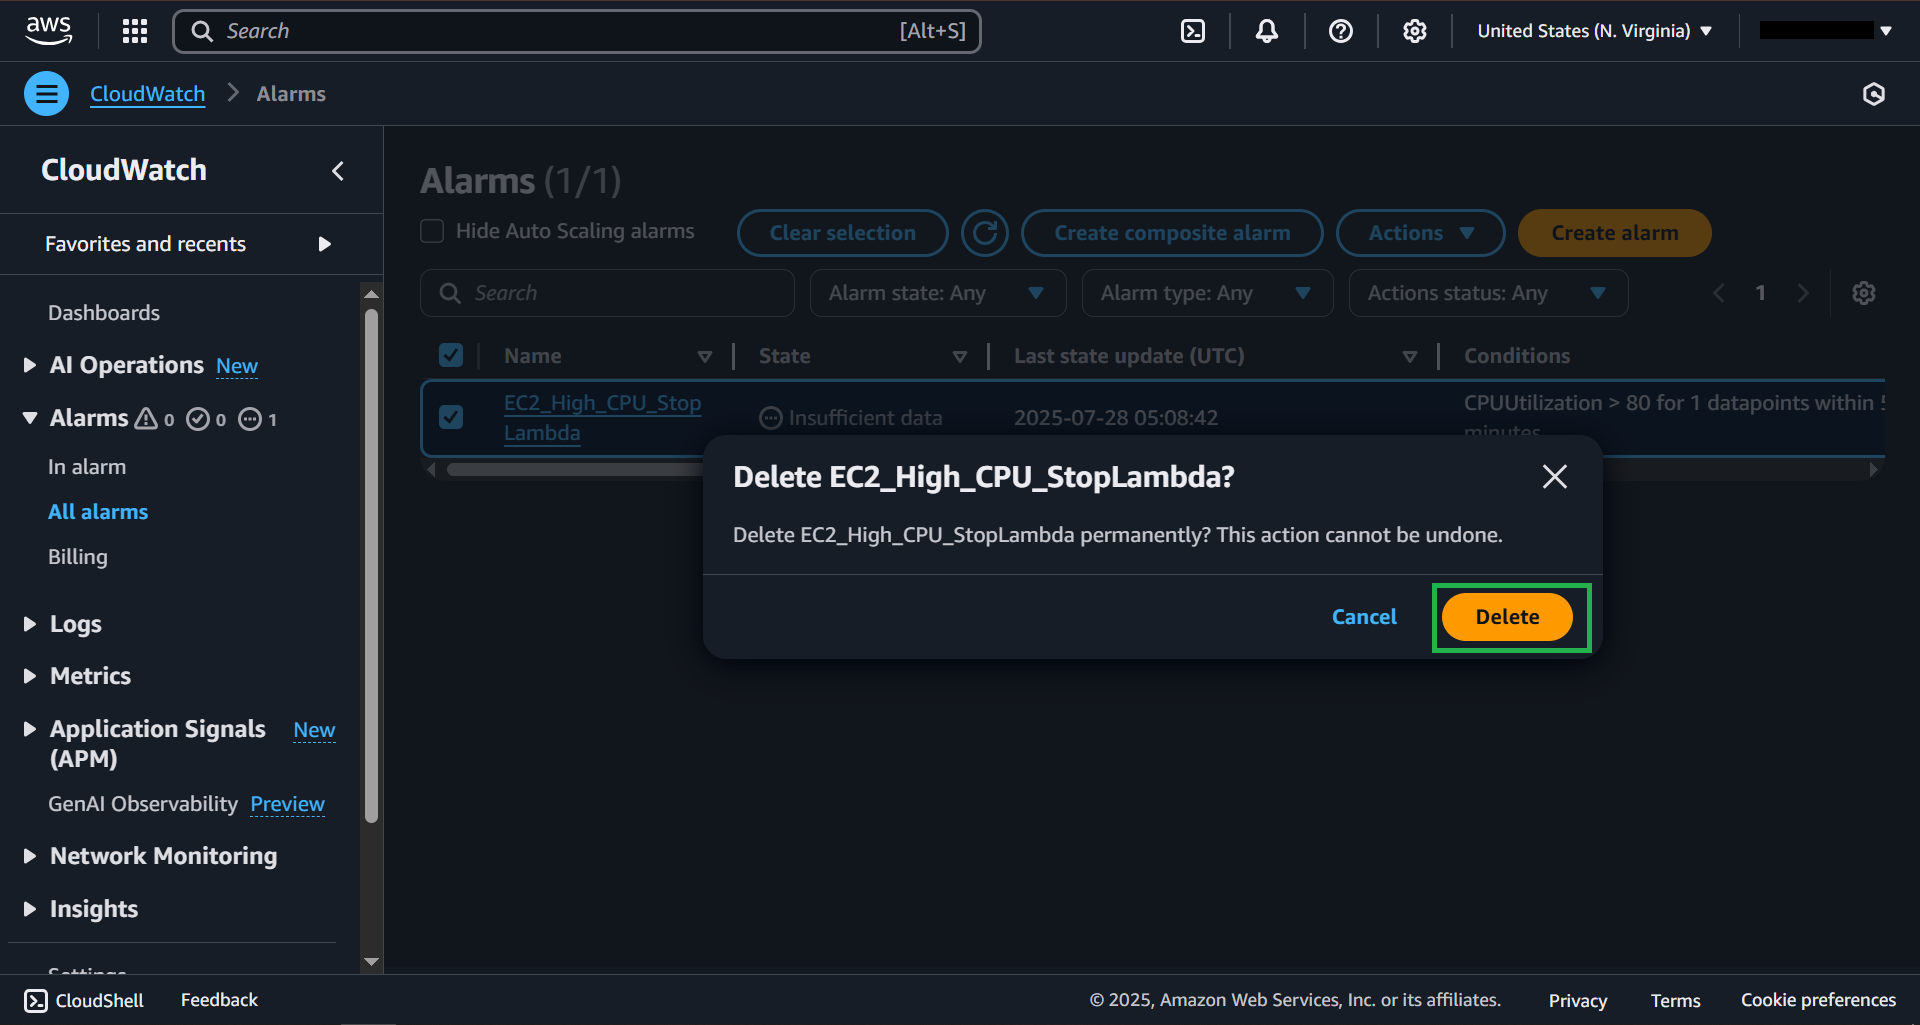 aws
Search [Alt+S]
United States (N. Virginia)
CloudWatch > Alarms
CloudWatch
Favorites and recents
Dashboards
AI Operations New
Alarms 0 0 1
In alarm
All alarms
Billing
Logs
Metrics
Application Signals New
(APM)
GenAI Observability Preview
Network Monitoring
Insights
Settings
Alarms (1/1)
Hide Auto Scaling alarms
Clear selection
Create composite alarm
Actions
Create alarm
Search
Alarm state: Any
Alarm type: Any
Actions status: Any
1
Name State Last state update (UTC) Conditions
EC2_High_CPU_Stop
Lambda
Insufficient data
2025-07-28 05:08:42
CPUUtilization > 80 for 1 datapoints within 5
minutes
Delete EC2_High_CPU_StopLambda?
Delete EC2_High_CPU_StopLambda permanently? This action cannot be undone.
Cancel
Delete
CloudShell Feedback
© 2025, Amazon Web Services, Inc. or its affiliates. Privacy Terms Cookie preferences